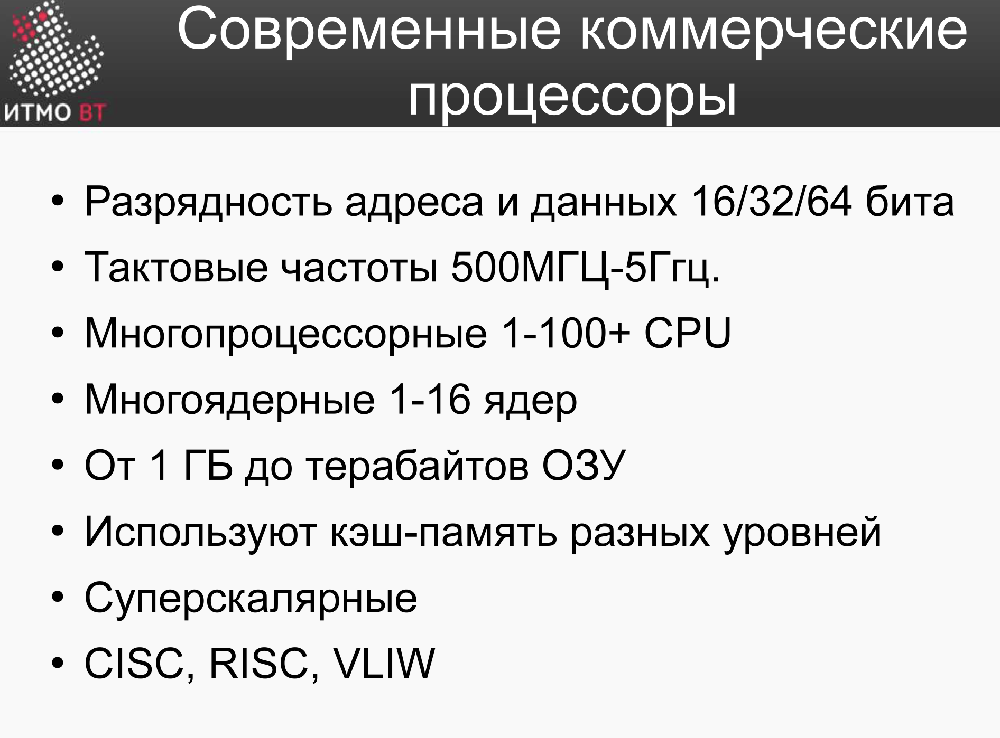 Современные коммерческие
процессоры
ИТМО ВТ
• Разрядность адреса и данных 16/32/64 бита
• Тактовые частоты 500МГЦ-5Ггц.
• Многопроцессорные 1-100+ CPU
• Многоядерные 1-16 ядер
• От 1 ГБ до терабайтов ОЗУ
• Используют кэш-память разных уровней
• Суперскалярные
• CISC, RISC, VLIW